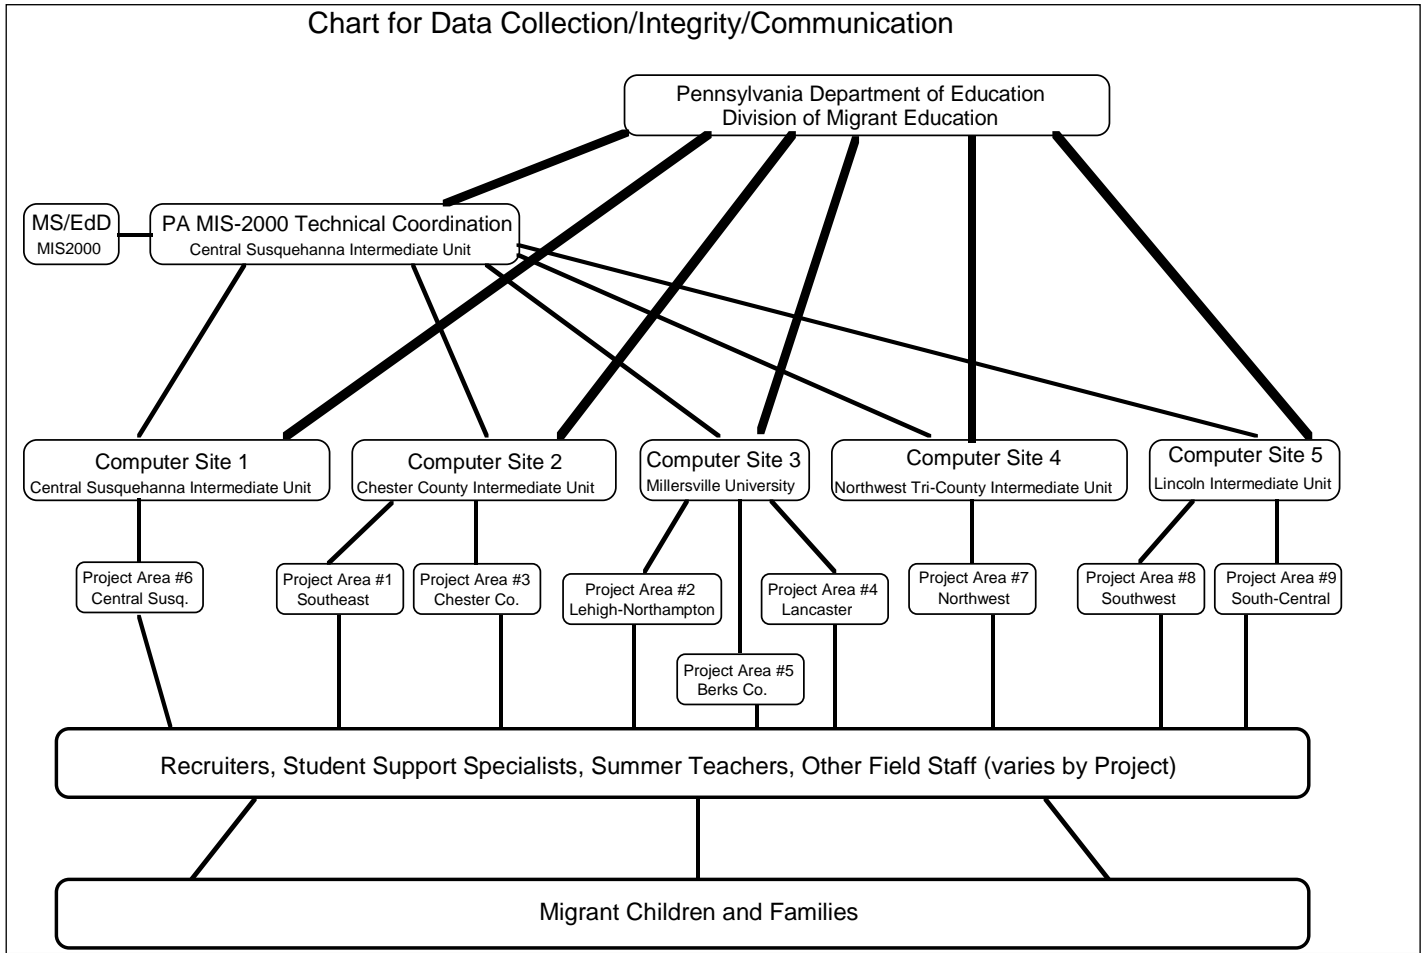 Chart for Data Collection/Integrity/Communication
Pennsylvania Department of Education
Division of Migrant Education
MS/EdD
MIS2000
PA MIS-2000 Technical Coordination
Central Susquehanna Intermediate Unit
Computer Site 1
Central Susquehanna Intermediate Unit
Computer Site 2
Chester County Intermediate Unit
Computer Site 3
Millersville University
Computer Site 4
Northwest Tri-County Intermediate Unit
Computer Site 5
Lincoln Intermediate Unit
Project Area #6
Central Susq.
Project Area #1
Southeast
Project Area #3
Chester Co.
Project Area #2
Lehigh-Northampton
Project Area #5
Berks Co.
Project Area #4
Lancaster
Project Area #7
Northwest
Project Area #8
Southwest
Project Area #9
South-Central
Recruiters, Student Support Specialists, Summer Teachers, Other Field Staff (varies by Project)
Migrant Children and Families